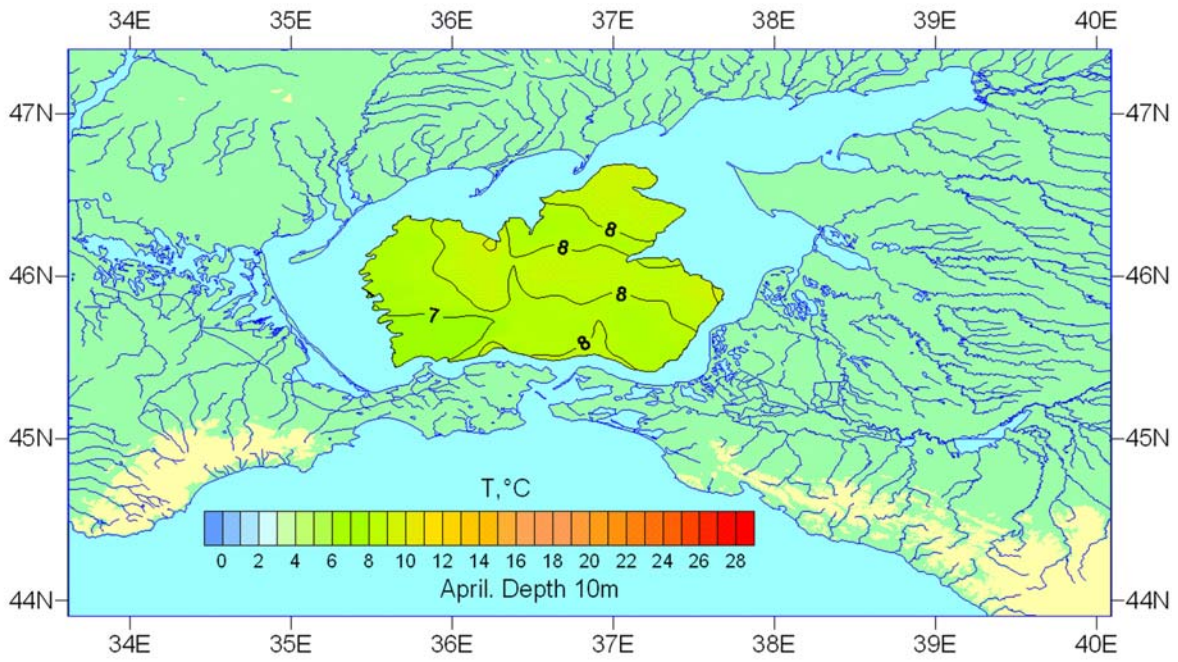 34E 35E 36E 37E 38E 39E 40E
47N 47N
8
8
46N 46N
8
7
8
45N 45N
T,°C
0 2 4 6 8 10 12 14 16 18 20 22 24 26 28
April. Depth 10m
44N 44N
34E 35E 36E 37E 38E 39E 40E